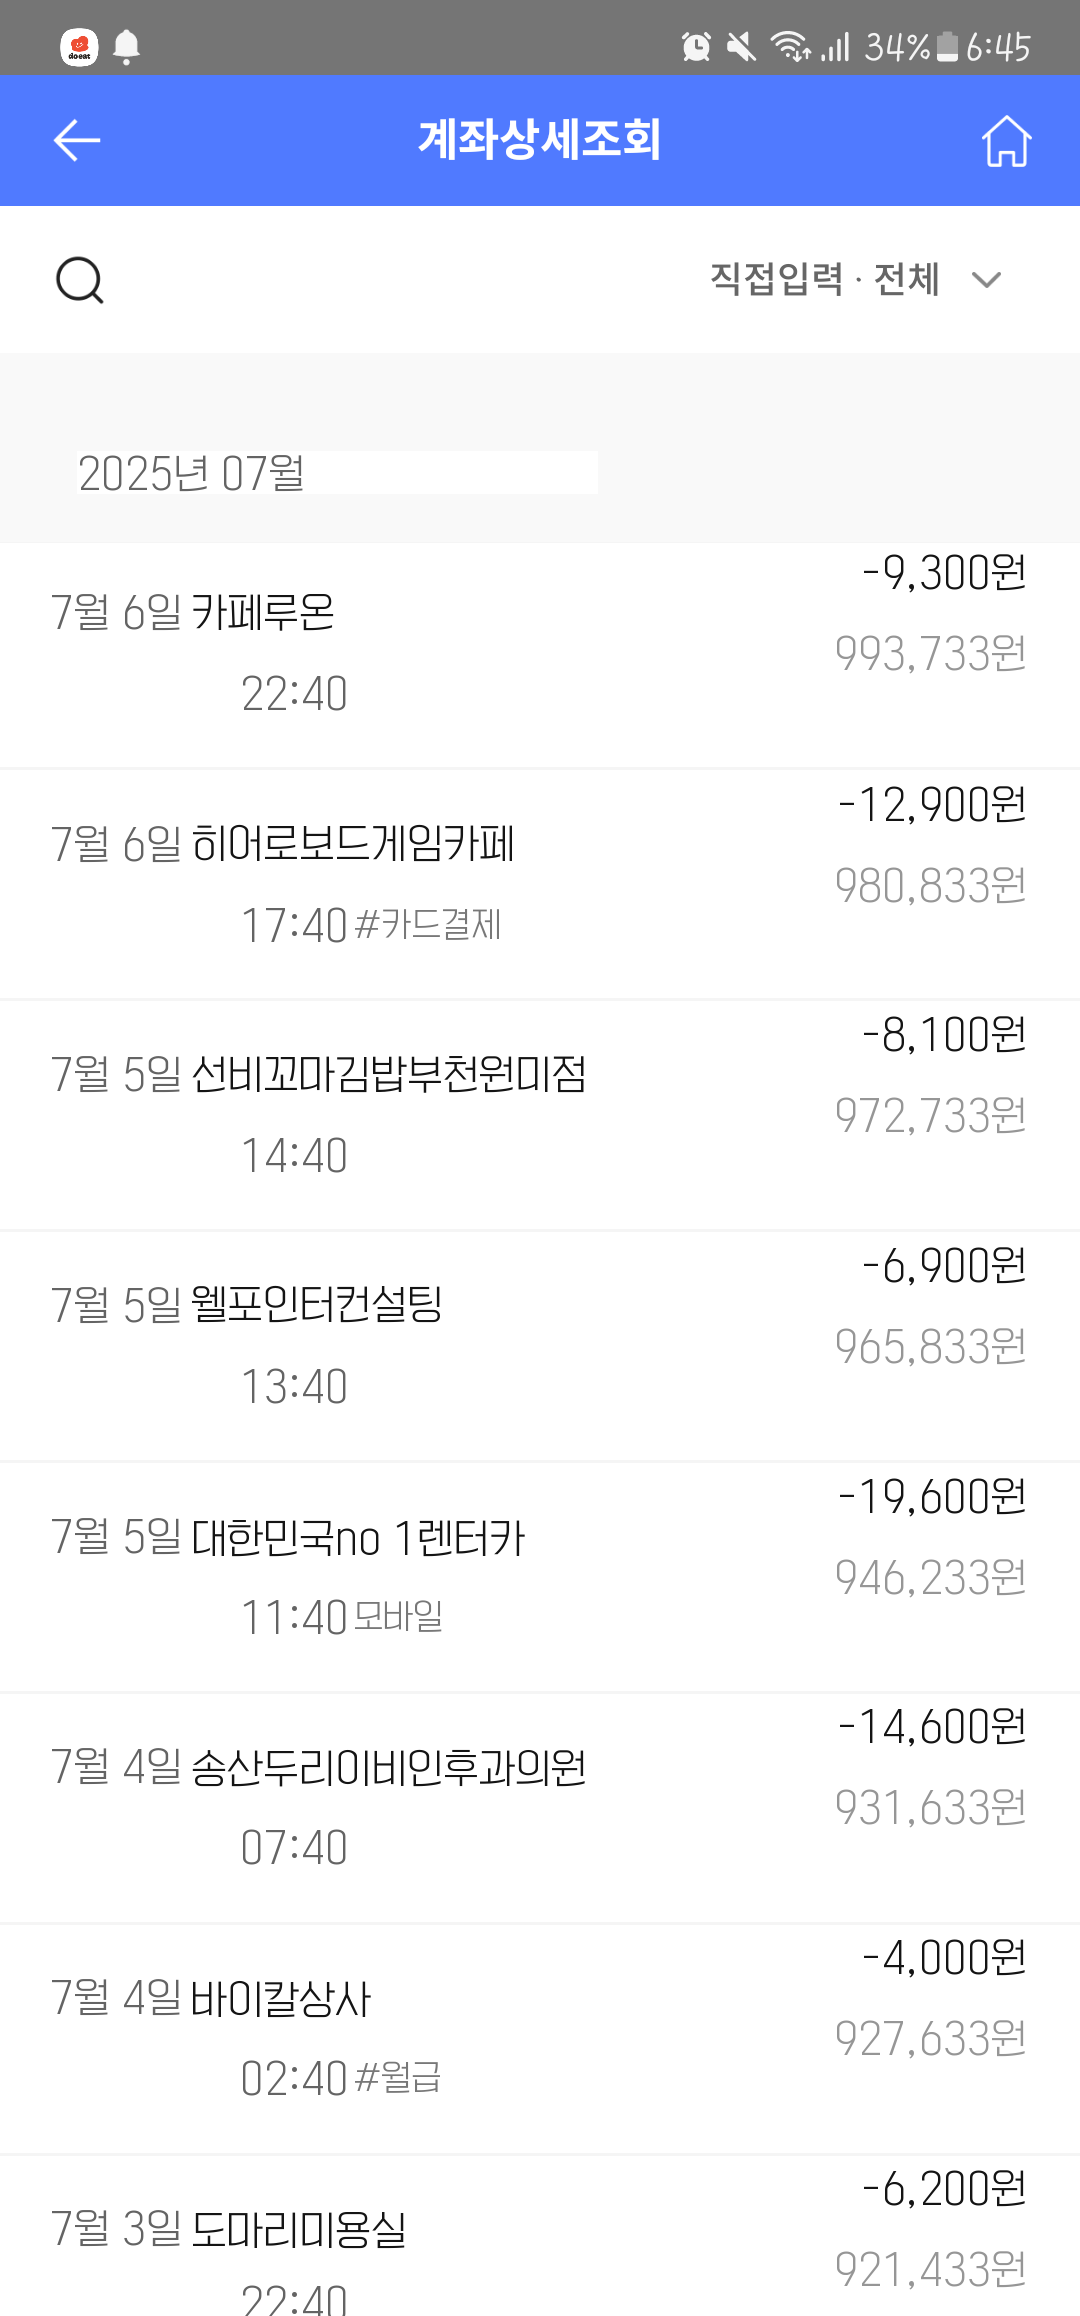 doeat
34% 6:45
계좌상세조회
직접입력 · 전체
2025년 07월
7월 6일 카페루온 -9,300원
993,733원
22:40
7월 6일 히어로보드게임카페 -12,900원
980,833원
17:40 #카드결제
7월 5일 선비꼬마김밥부천원미점 -8,100원
972,733원
14:40
7월 5일 웰포인터컨설팅 -6,900원
965,833원
13:40
7월 5일 대한민국no 1렌터카 -19,600원
946,233원
11:40 모바일
7월 4일 송산두리이비인후과의원 -14,600원
931,633원
07:40
7월 4일 바이칼상사 -4,000원
927,633원
02:40 #월급
7월 3일 도마리미용실 -6,200원
921,433원
22:40